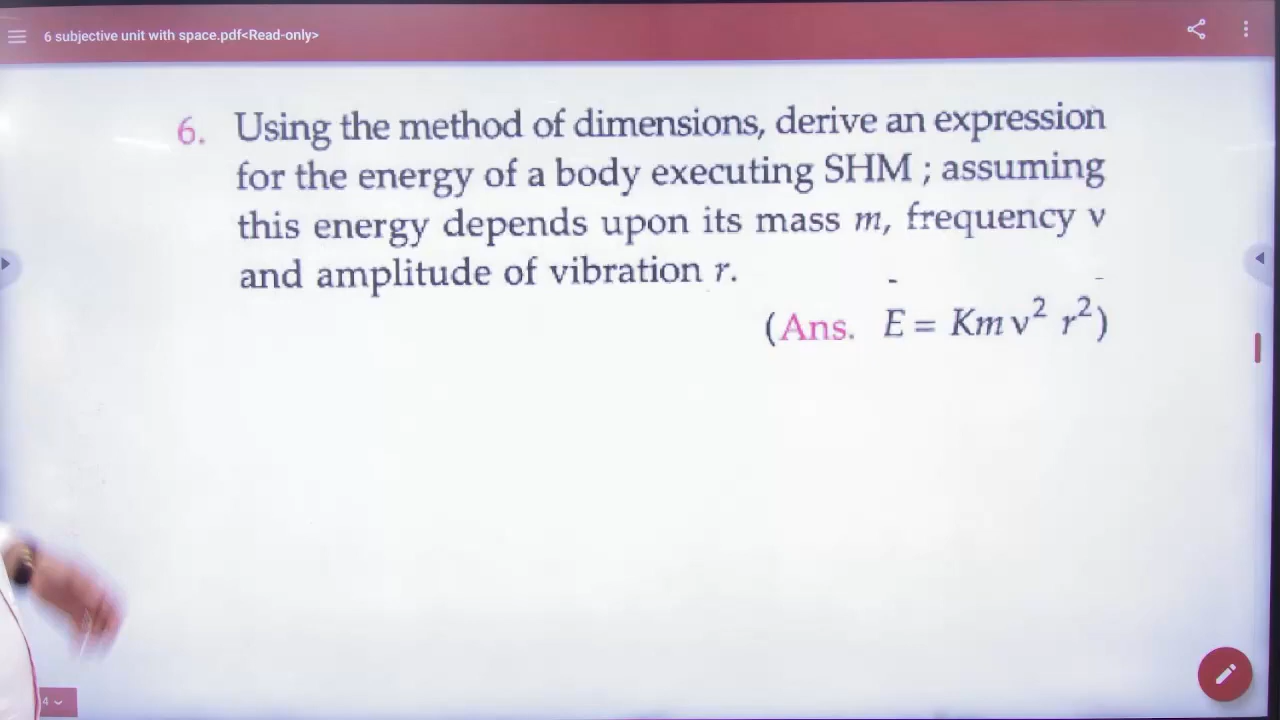 6 subjective unit with space.pdf<Read-only>
6. Using the method of dimensions, derive an expression
for the energy of a body executing SHM ; assuming
this energy depends upon its mass m, frequency ν
and amplitude of vibration r.
(Ans. E = Kmν² r²)
4